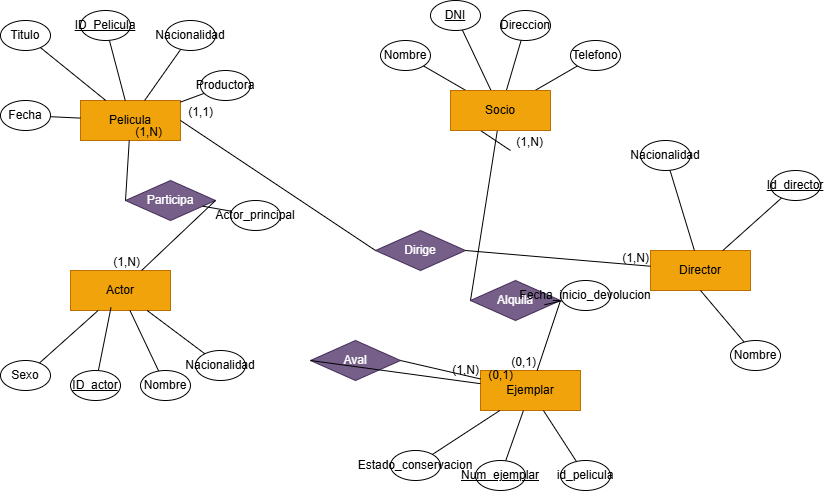 DNI
ID_Pelicula
Direccion
Titulo
Nacionalidad
Nombre
Telefono
Productora
Fecha
(1,1)
Socio
Pelicula
(1,N)
(1,N)
Nacionalidad
Id_director
Participa
Actor_principal
Dirige
(1,N)
(1,N)
Director
Actor
Fecha_inicio_devolucion
Alquila
Nombre
Aval
(0,1)
Nacionalidad
(1,N)
(0,1)
Sexo
ID_actor
Nombre
Ejemplar
Estado_conservacion
Num_ejemplar
id_pelicula